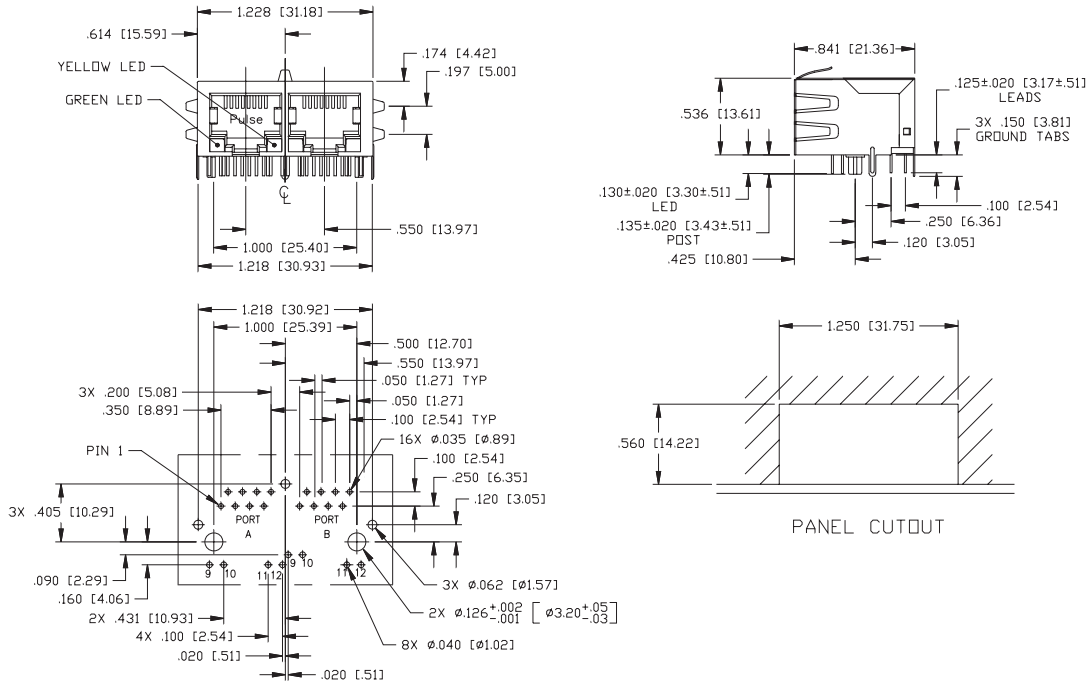 1.228 [31.18]
.614 [15.59]
.174 [4.42]
.197 [5.00]
YELLOW LED
GREEN LED
Pulse
℄
.550 [13.97]
1.000 [25.40]
1.218 [30.93]
.841 [21.36]
.125±.020 [3.17±.51]
LEADS
.536 [13.61]
3X .150 [3.81]
GROUND TABS
.130±.020 [3.30±.51]
LED
.135±.020 [3.43±.51]
POST
.425 [10.80]
.100 [2.54]
.250 [6.36]
.120 [3.05]
1.218 [30.92]
1.000 [25.39]
.500 [12.70]
.550 [13.97]
.050 [1.27] TYP
3X .200 [5.08]
.050 [1.27]
.350 [8.89]
.100 [2.54] TYP
16X ø.035 [ø.89]
PIN 1
.100 [2.54]
.250 [6.35]
.120 [3.05]
3X .405 [10.29]
PORT
A
PORT
B
9 10
9 10 11 12 11 12
.090 [2.29]
.160 [4.06]
3X ø.062 [ø1.57]
2X ø.126 +.002 -.001 [ø3.20 +.05 -.03]
2X .431 [10.93]
4X .100 [2.54]
8X ø.040 [ø1.02]
.020 [.51]
.020 [.51]
1.250 [31.75]
.560 [14.22]
PANEL CUTOUT